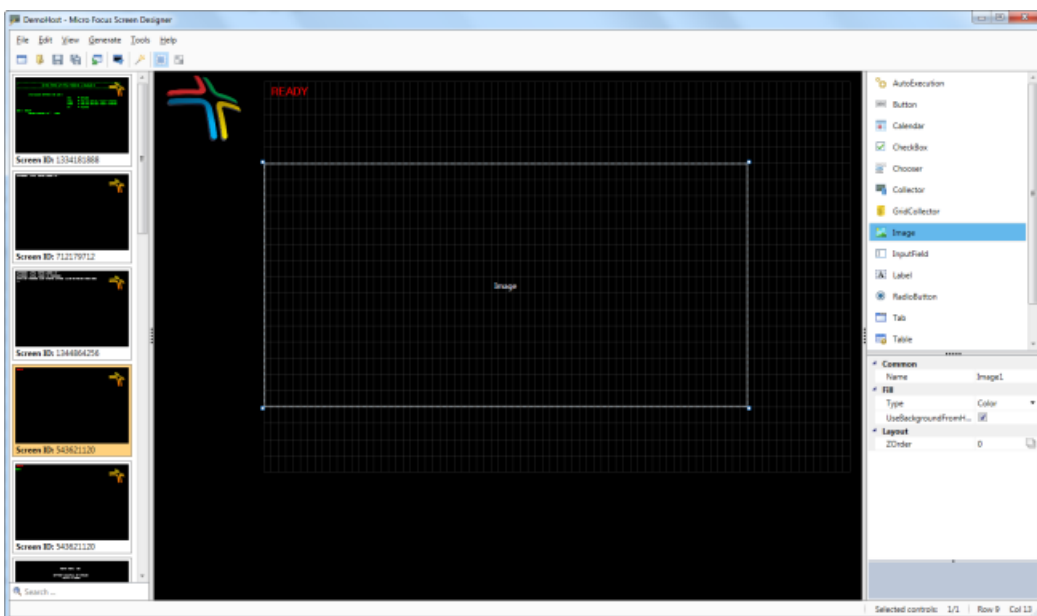 DemoHost - Micro Focus Screen Designer
File Edit View Generate Tools Help
Screen ID: 1334181888
Screen ID: 712179712
Screen ID: 1344864256
Screen ID: 543621120
Screen ID: 543621120
Search ...
READY
Image
AutoExecution
Button
Calendar
CheckBox
Chooser
Collector
GridCollector
Image
InputField
Label
RadioButton
Tab
Table
Common
Name Image1
Fill
Type Color
UseBackgroundFromH...
Layout
ZOrder 0
Selected controls: 1/1 Row 9 Col 13